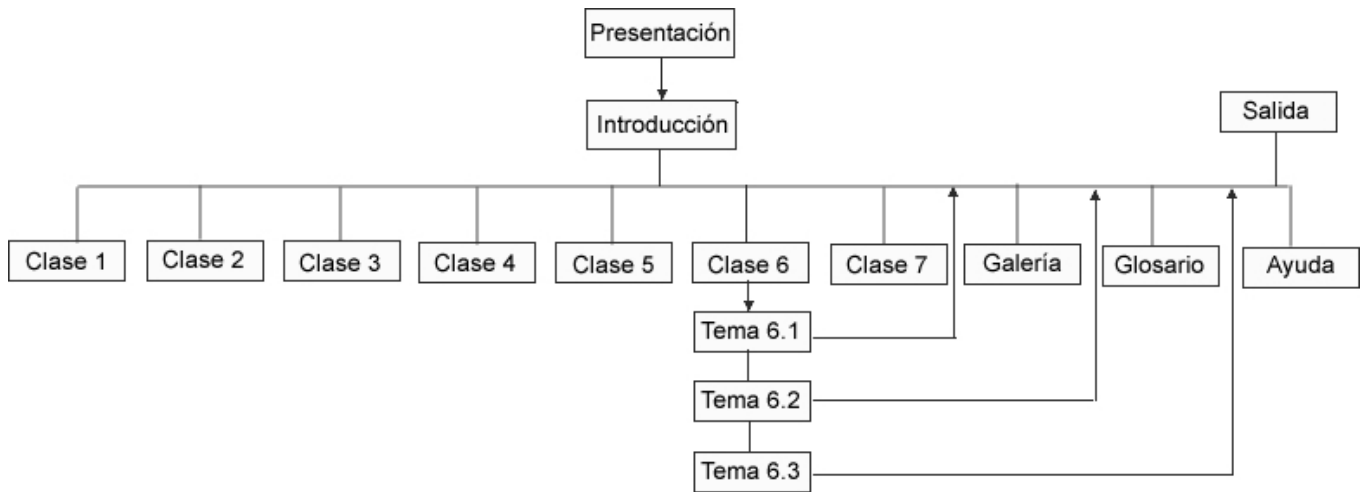 Presentación
Introducción
Salida
Clase 1
Clase 2
Clase 3
Clase 4
Clase 5
Clase 6
Clase 7
Galería
Glosario
Ayuda
Tema 6.1
Tema 6.2
Tema 6.3